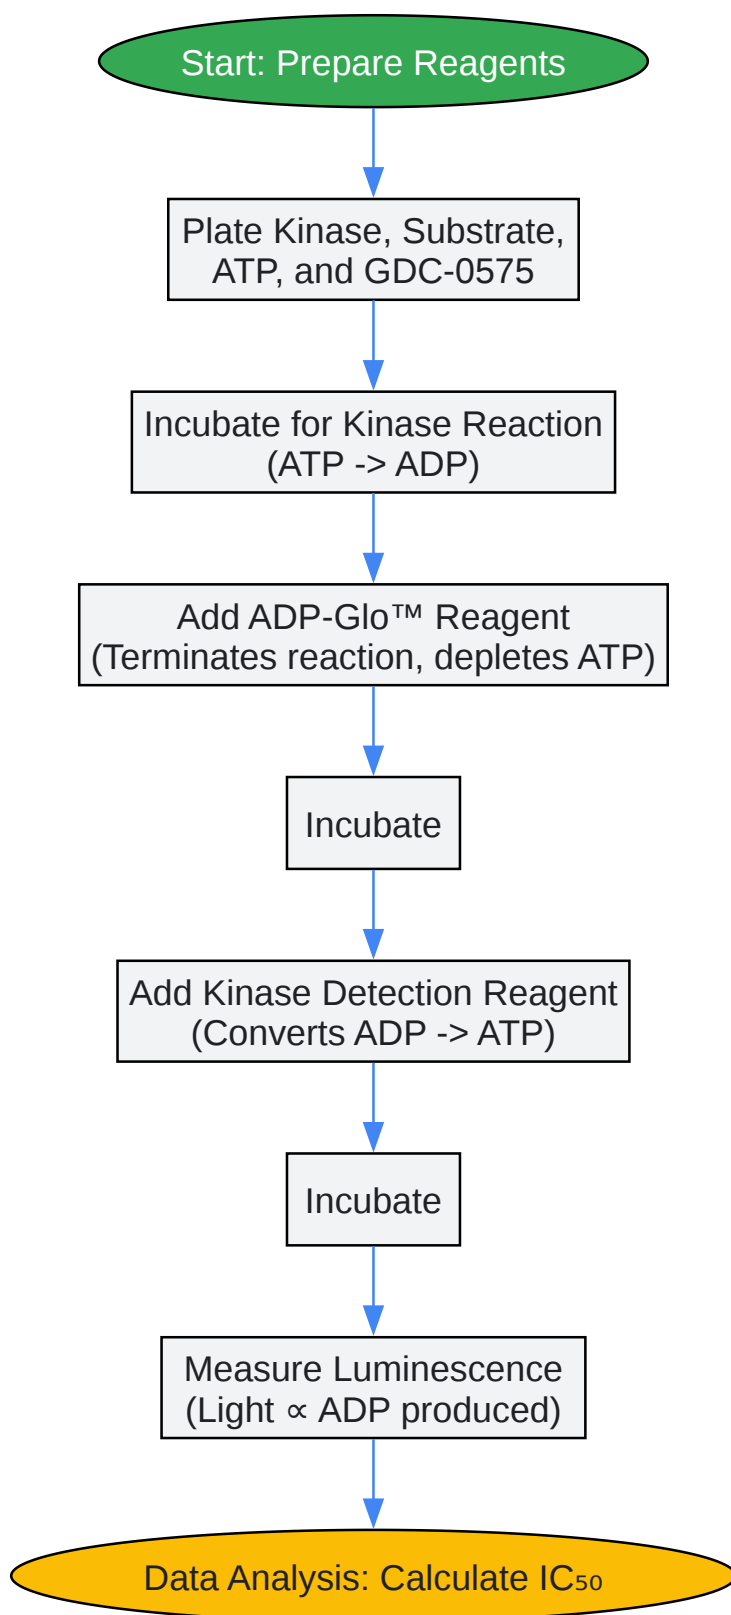 Start: Prepare Reagents
Plate Kinase, Substrate,
ATP, and GDC-0575
Incubate for Kinase Reaction
(ATP -> ADP)
Add ADP-Glo™ Reagent
(Terminates reaction, depletes ATP)
Incubate
Add Kinase Detection Reagent
(Converts ADP -> ATP)
Incubate
Measure Luminescence
(Light ∝ ADP produced)
Data Analysis: Calculate IC₅₀